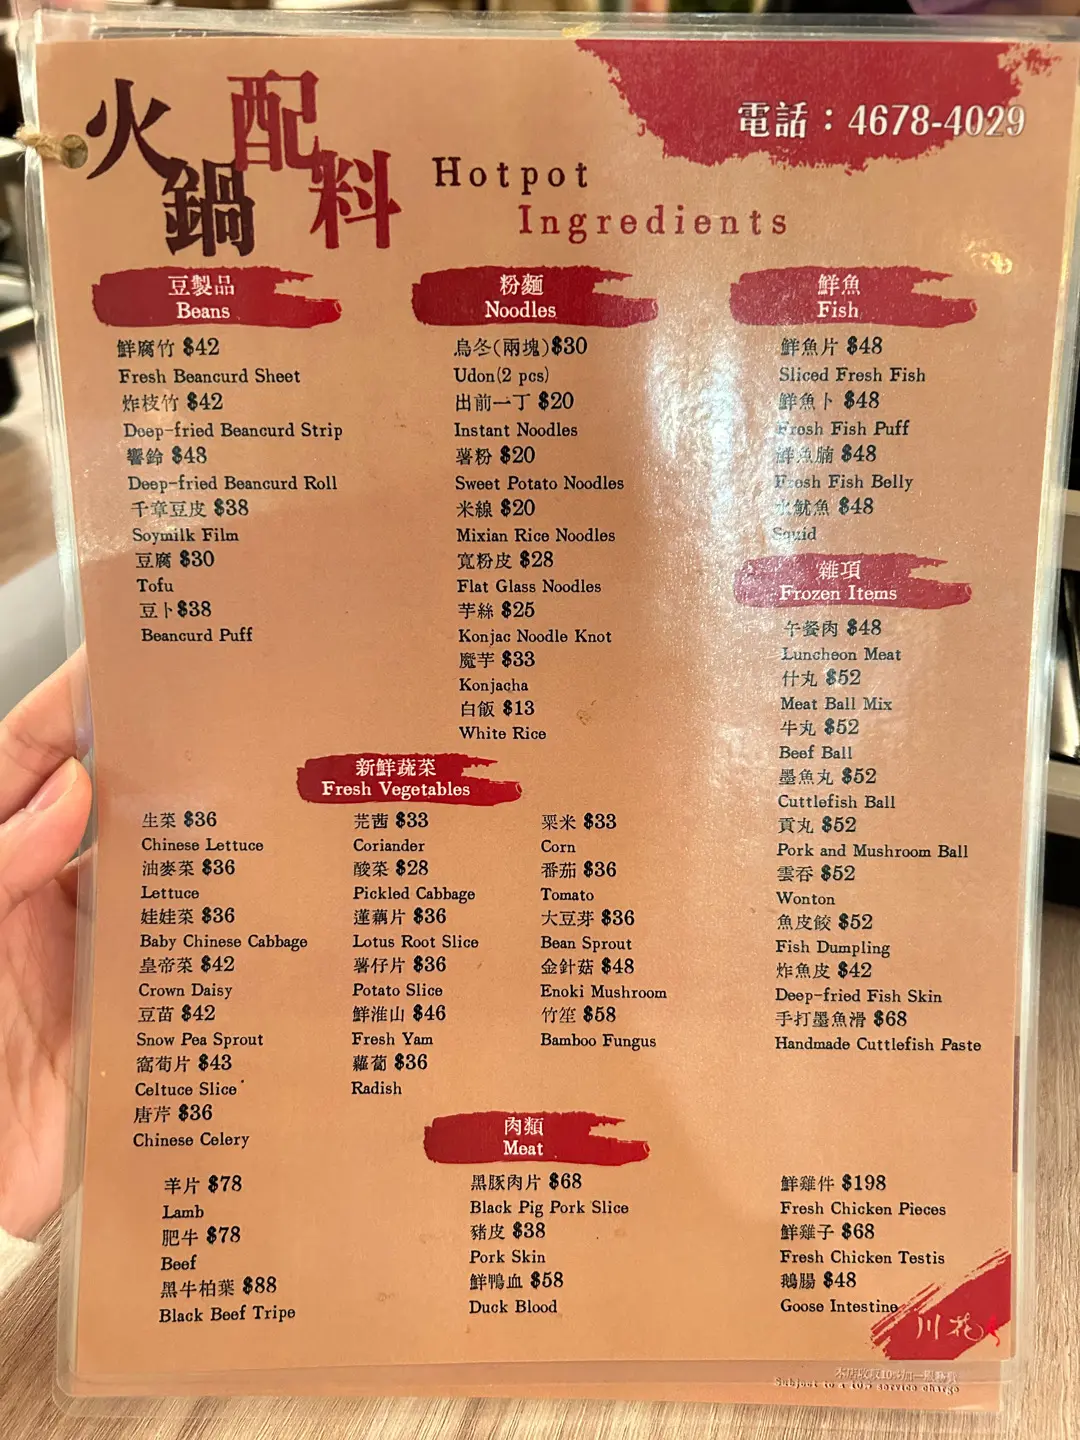 火鍋配料
Hotpot
Ingredients
電話：4678-4029
豆製品
Beans
鮮腐竹 $42
Fresh Beancurd Sheet
炸枝竹 $42
Deep-fried Beancurd Strip
響鈴 $48
Deep-fried Beancurd Roll
千章豆皮 $38
Soymilk Film
豆腐 $30
Tofu
豆卜$38
Beancurd Puff
粉麵
Noodles
烏冬(兩塊)$30
Udon(2 pcs)
出前一丁 $20
Instant Noodles
薯粉 $20
Sweet Potato Noodles
米線 $20
Mixian Rice Noodles
寬粉皮 $28
Flat Glass Noodles
芋絲 $25
Konjac Noodle Knot
魔芋 $33
Konjacha
白飯 $13
White Rice
鮮魚
Fish
鮮魚片 $48
Sliced Fresh Fish
鮮魚卜 $48
Fresh Fish Puff
鮮魚腩 $48
Fresh Fish Belly
水魷魚 $48
Squid
雜項
Frozen Items
午餐肉 $48
Luncheon Meat
什丸 $52
Meat Ball Mix
牛丸 $52
Beef Ball
墨魚丸 $52
Cuttlefish Ball
貢丸 $52
Pork and Mushroom Ball
雲吞 $52
Wonton
魚皮餃 $52
Fish Dumpling
炸魚皮 $42
Deep-fried Fish Skin
手打墨魚滑 $68
Handmade Cuttlefish Paste
新鮮蔬菜
Fresh Vegetables
生菜 $36
Chinese Lettuce
油麥菜 $36
Lettuce
娃娃菜 $36
Baby Chinese Cabbage
皇帝菜 $42
Crown Daisy
豆苗 $42
Snow Pea Sprout
窩荀片 $43
Celtuce Slice
唐芹 $36
Chinese Celery
芫茜 $33
Coriander
酸菜 $28
Pickled Cabbage
蓮藕片 $36
Lotus Root Slice
薯仔片 $36
Potato Slice
鮮淮山 $46
Fresh Yam
蘿蔔 $36
Radish
粟米 $33
Corn
番茄 $36
Tomato
大豆芽 $36
Bean Sprout
金針菇 $48
Enoki Mushroom
竹笙 $58
Bamboo Fungus
肉類
Meat
羊片 $78
Lamb
肥牛 $78
Beef
黑牛柏葉 $88
Black Beef Tripe
黑豚肉片 $68
Black Pig Pork Slice
豬皮 $38
Pork Skin
鮮鴨血 $58
Duck Blood
鮮雞件 $198
Fresh Chicken Pieces
鮮雞子 $68
Fresh Chicken Testis
鵝腸 $48
Goose Intestine
川花
本店收取10%加一服務費
Subject to a 10% service charge